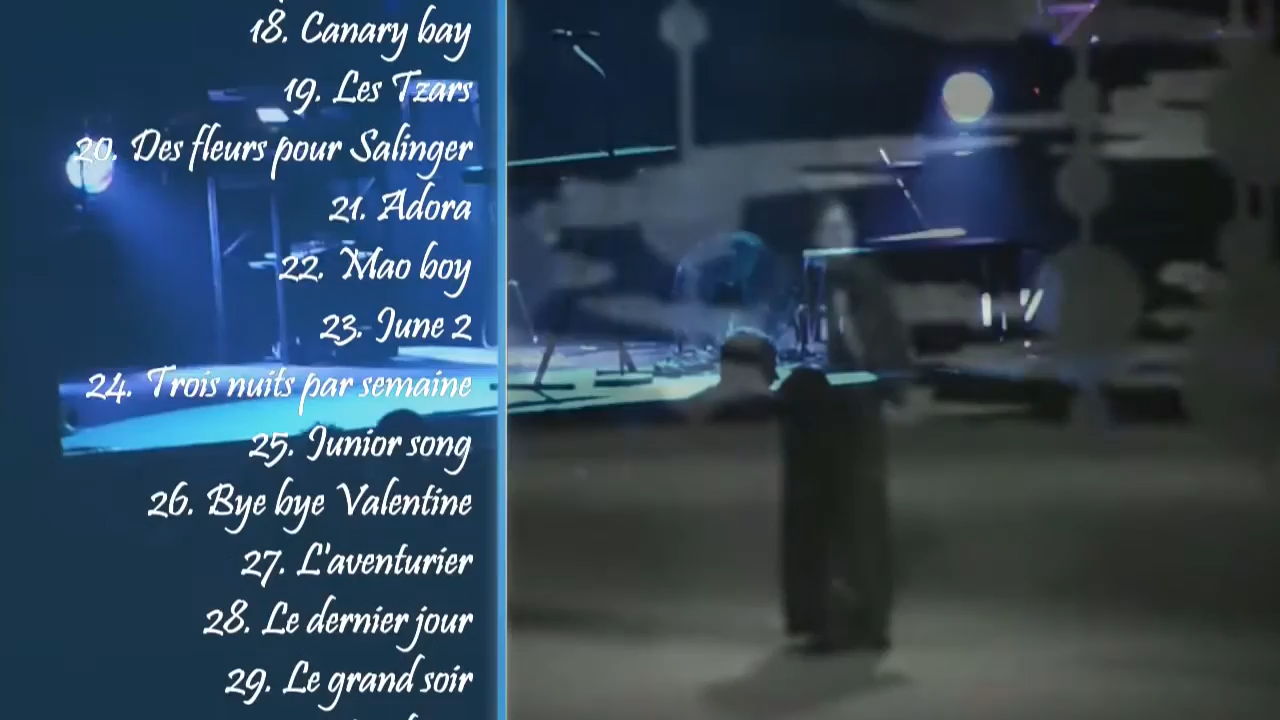 18. Canary bay
19. Les Tzars
20. Des fleurs pour Salinger
21. Adora
22. Mao boy
23. June 2
24. Trois nuits par semaine
25. Junior song
26. Bye bye Valentine
27. L'aventurier
28. Le dernier jour
29. Le grand soir